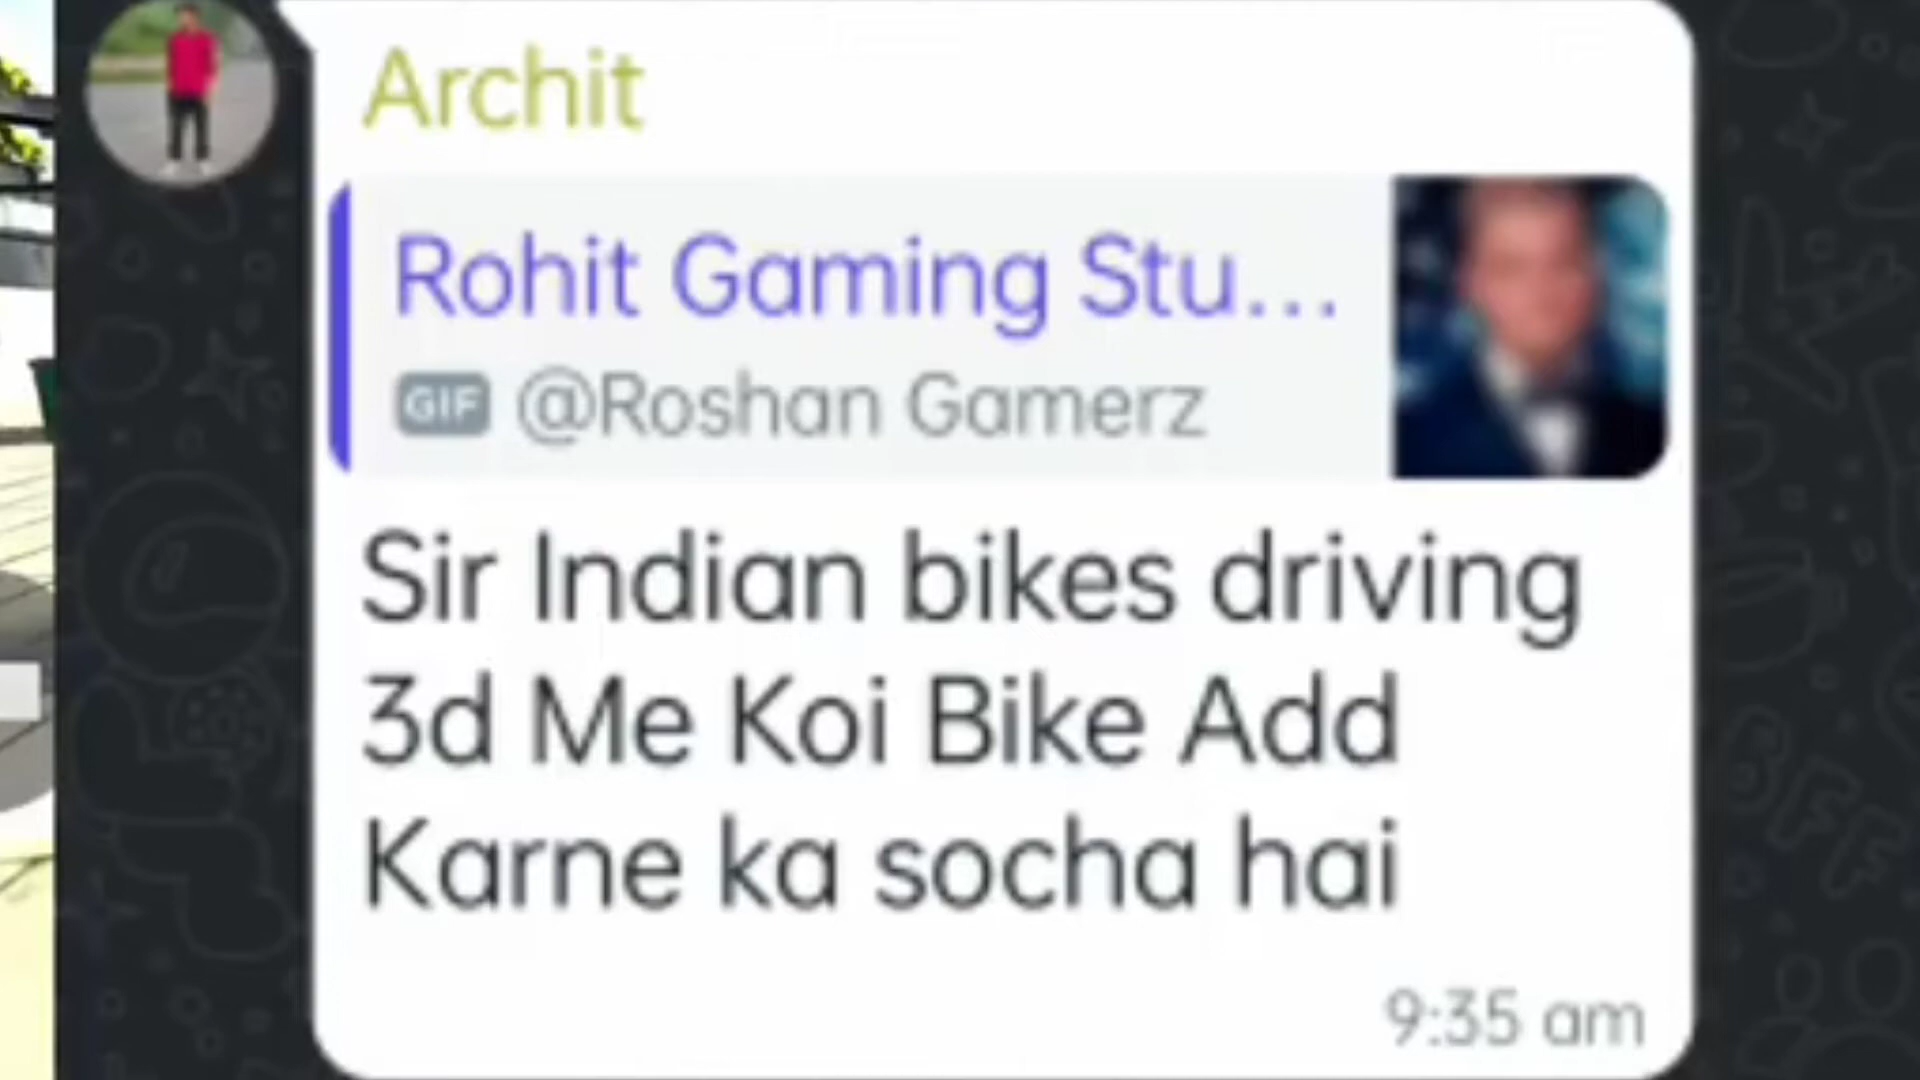 Archit
Rohit Gaming Stu...
GIF @Roshan Gamerz
Sir Indian bikes driving
3d Me Koi Bike Add
Karne ka socha hai
9:35 am